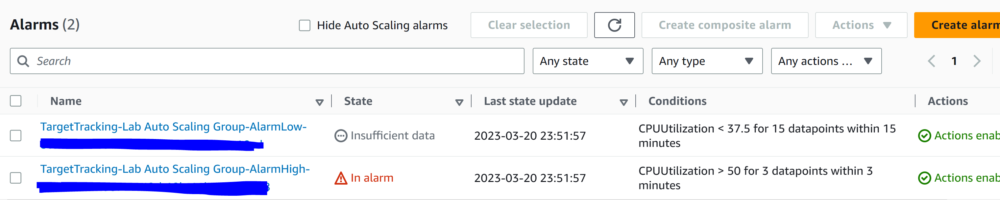 Alarms (2)
Hide Auto Scaling alarms
Clear selection
Create composite alarm
Actions
Create alarm
Search
Any state
Any type
Any actions ...
1
Name
State
Last state update
Conditions
Actions
TargetTracking-Lab Auto Scaling Group-AlarmLow-
Insufficient data
2023-03-20 23:51:57
CPUUtilization < 37.5 for 15 datapoints within 15
minutes
Actions enab
TargetTracking-Lab Auto Scaling Group-AlarmHigh-
In alarm
2023-03-20 23:51:57
CPUUtilization > 50 for 3 datapoints within 3
minutes
Actions enab